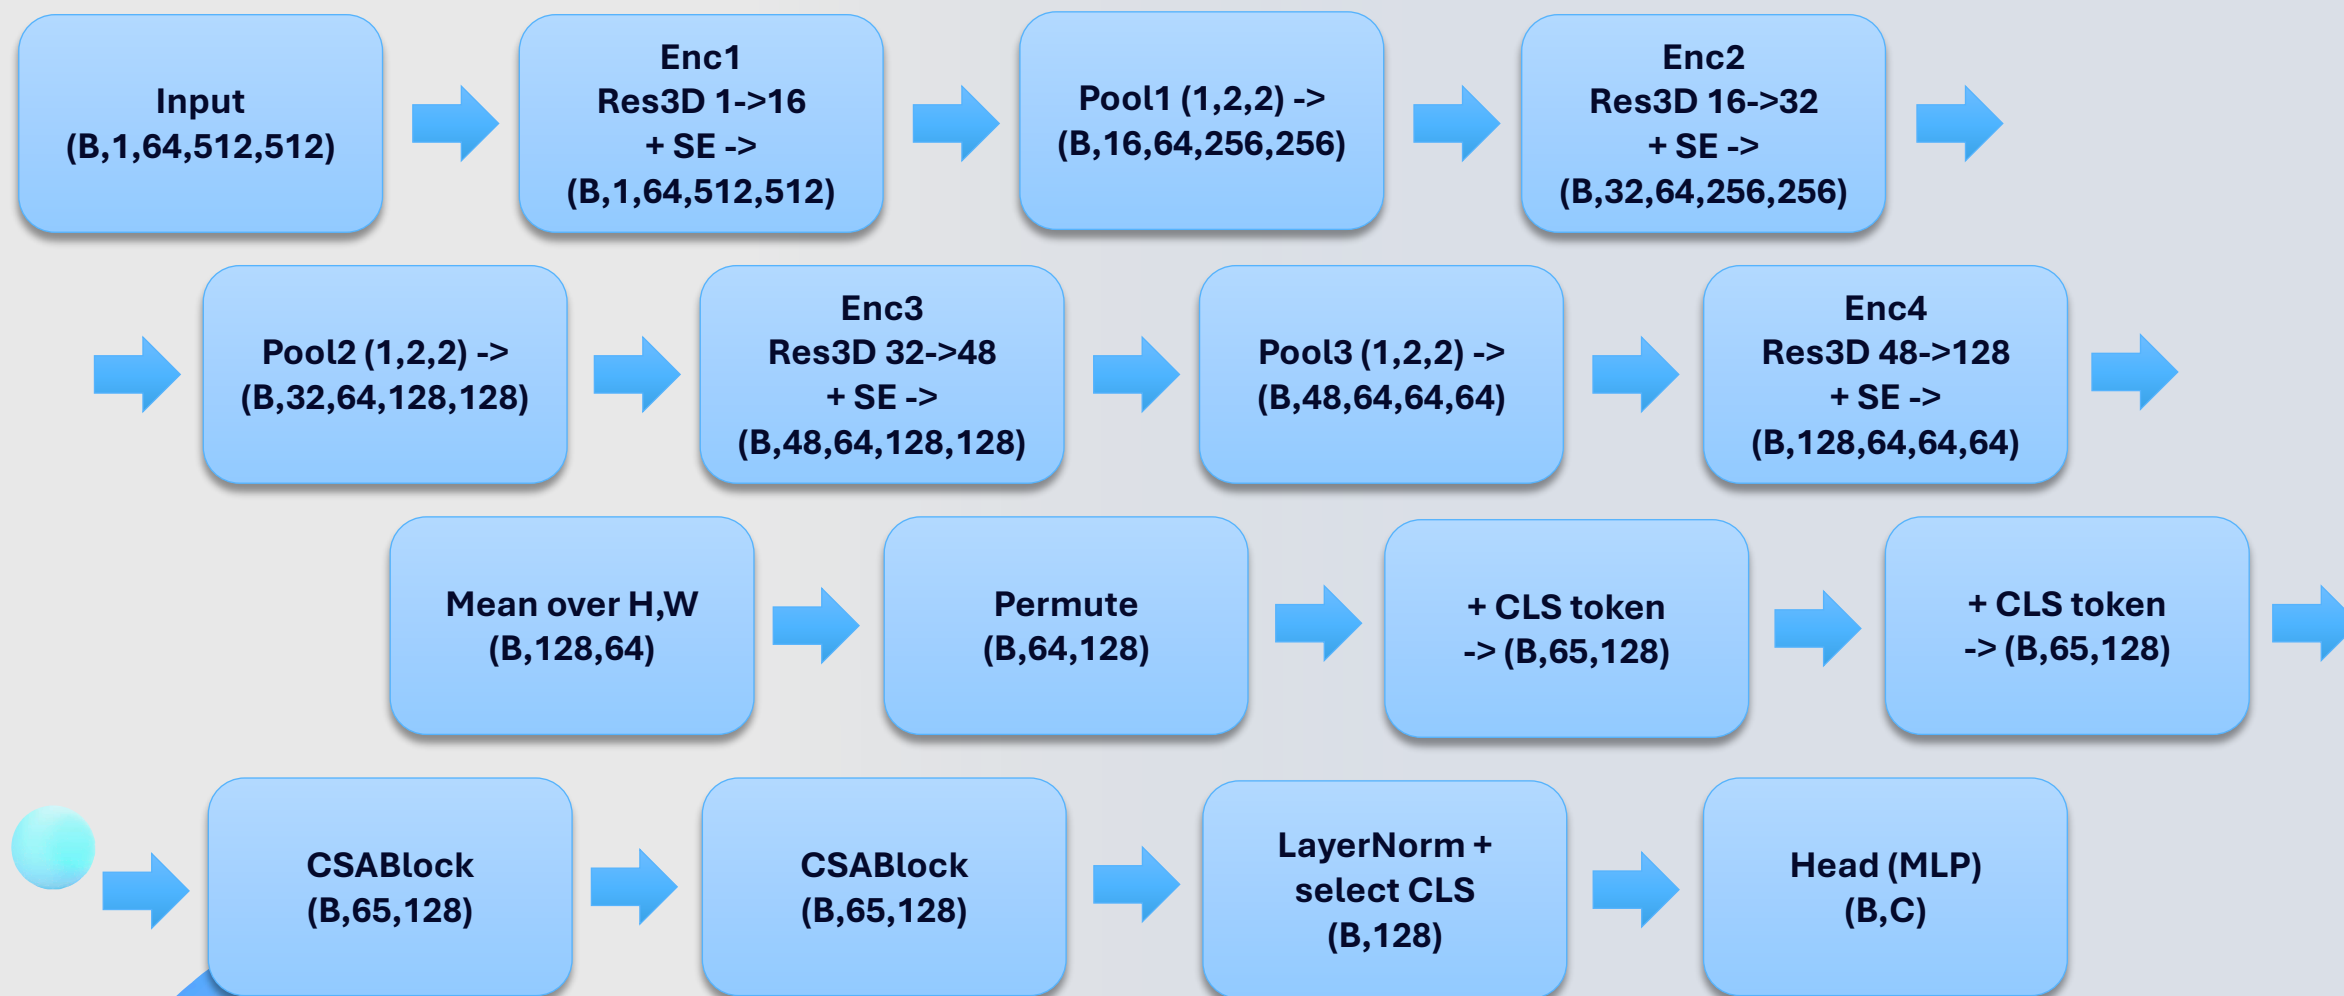 Input
(B,1,64,512,512)
Enc1
Res3D 1->16
+ SE ->
(B,1,64,512,512)
Pool1 (1,2,2) ->
(B,16,64,256,256)
Enc2
Res3D 16->32
+ SE ->
(B,32,64,256,256)
Pool2 (1,2,2) ->
(B,32,64,128,128)
Enc3
Res3D 32->48
+ SE ->
(B,48,64,128,128)
Pool3 (1,2,2) ->
(B,48,64,64,64)
Enc4
Res3D 48->128
+ SE ->
(B,128,64,64,64)
Mean over H,W
(B,128,64)
Permute
(B,64,128)
+ CLS token
-> (B,65,128)
+ CLS token
-> (B,65,128)
CSABlock
(B,65,128)
CSABlock
(B,65,128)
LayerNorm +
select CLS
(B,128)
Head (MLP)
(B,C)